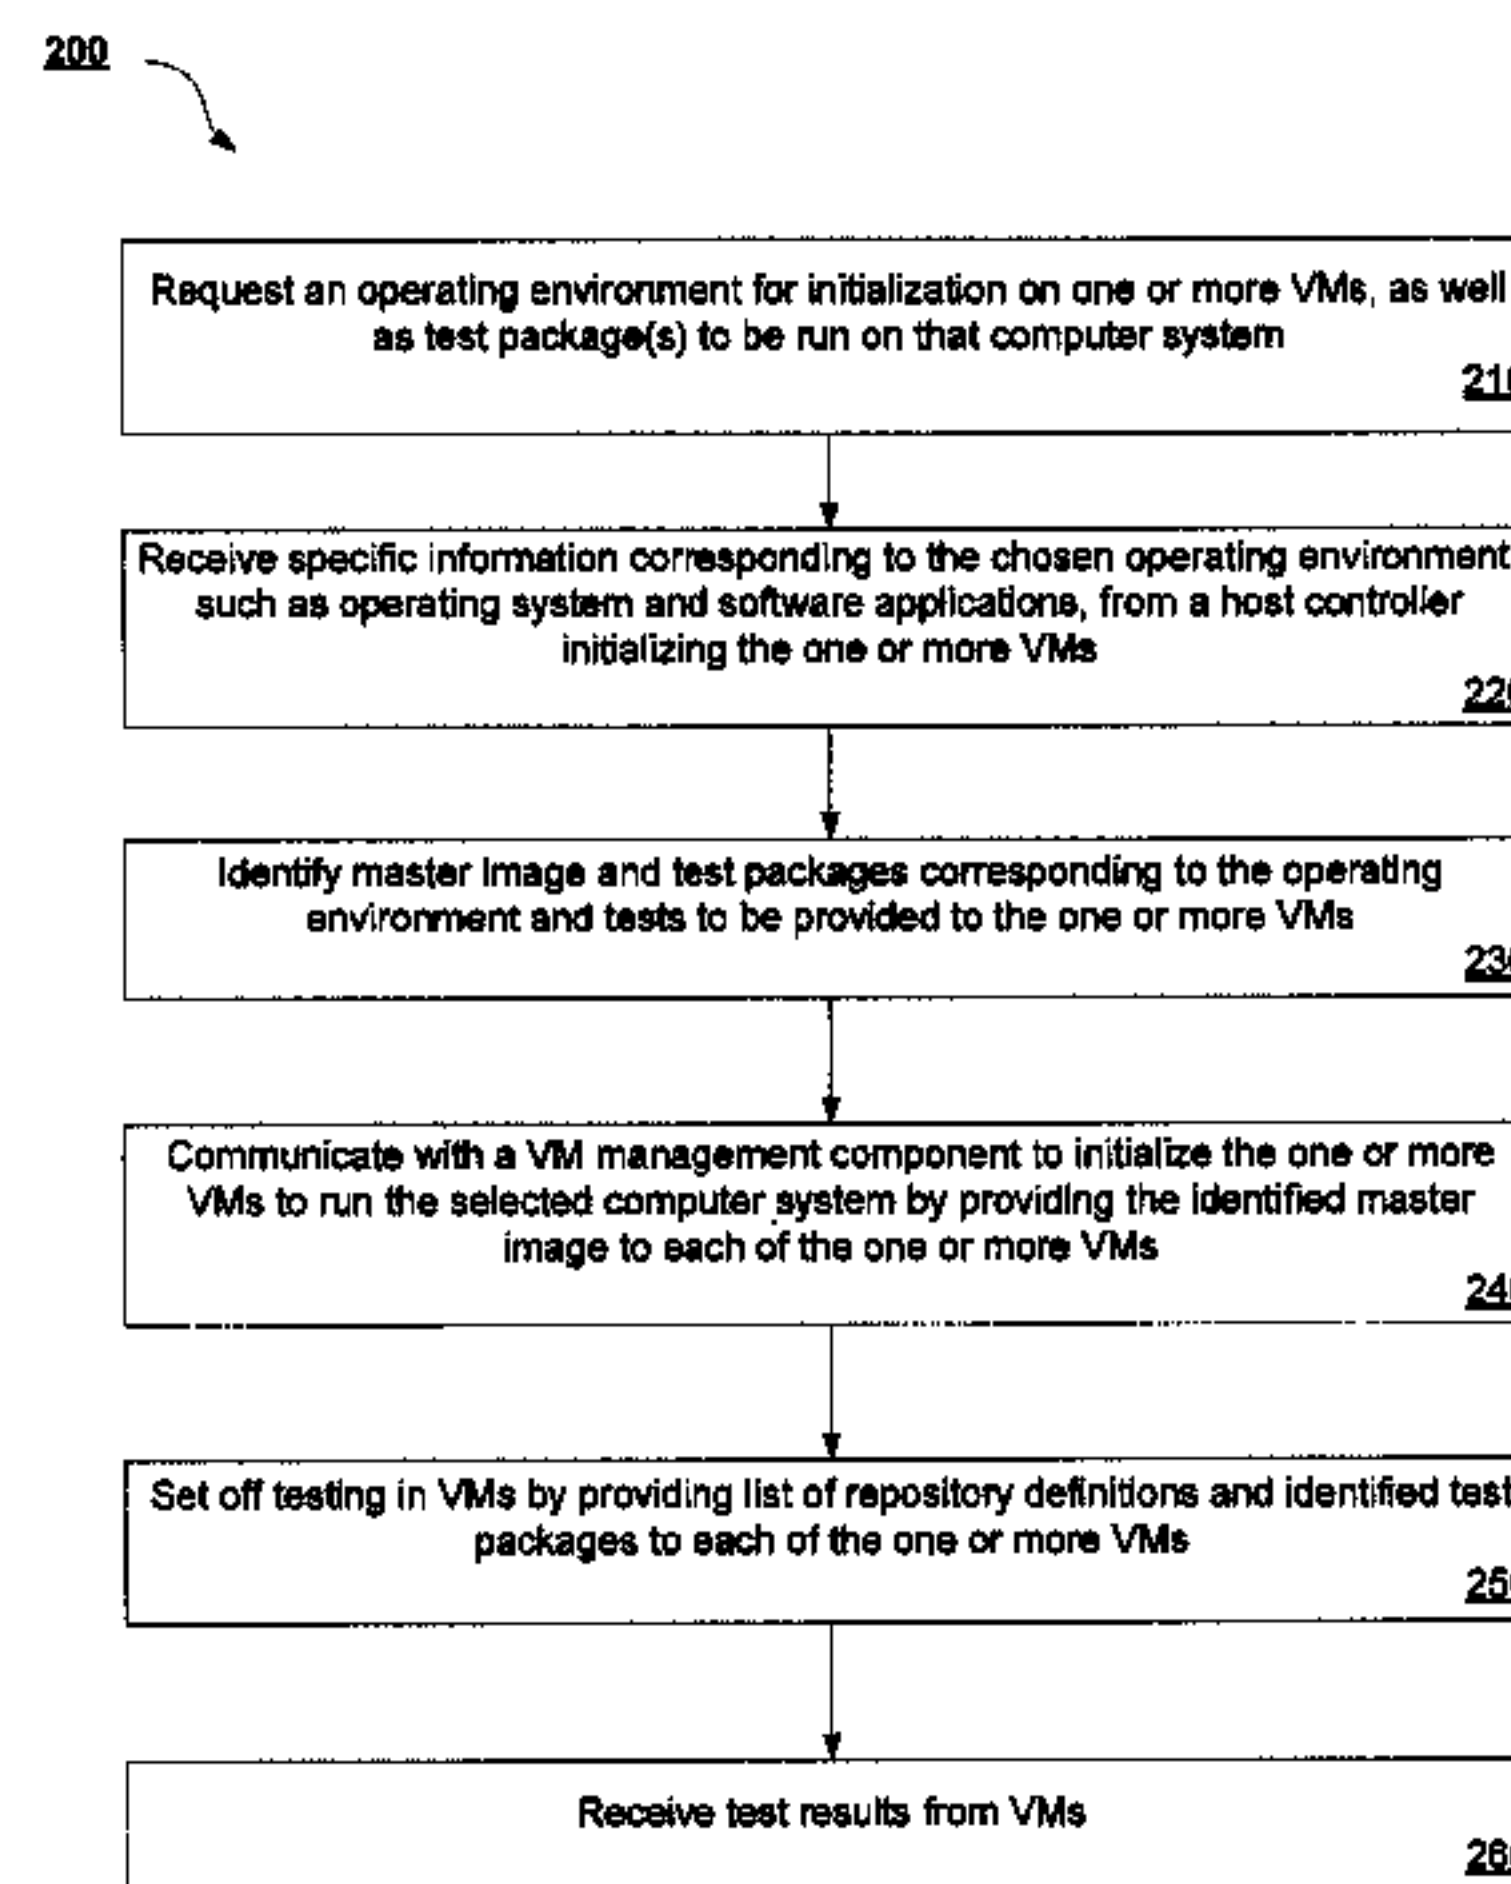 200
Request an operating environment for initialization on one or more VMs, as well
as test package(s) to be run on that computer system
210
Receive specific information corresponding to the chosen operating environment
such as operating system and software applications, from a host controller
initializing the one or more VMs
220
Identify master image and test packages corresponding to the operating
environment and tests to be provided to the one or more VMs
230
Communicate with a VM management component to initialize the one or more
VMs to run the selected computer system by providing the identified master
image to each of the one or more VMs
240
Set off testing in VMs by providing list of repository definitions and identified test
packages to each of the one or more VMs
250
Receive test results from VMs
260